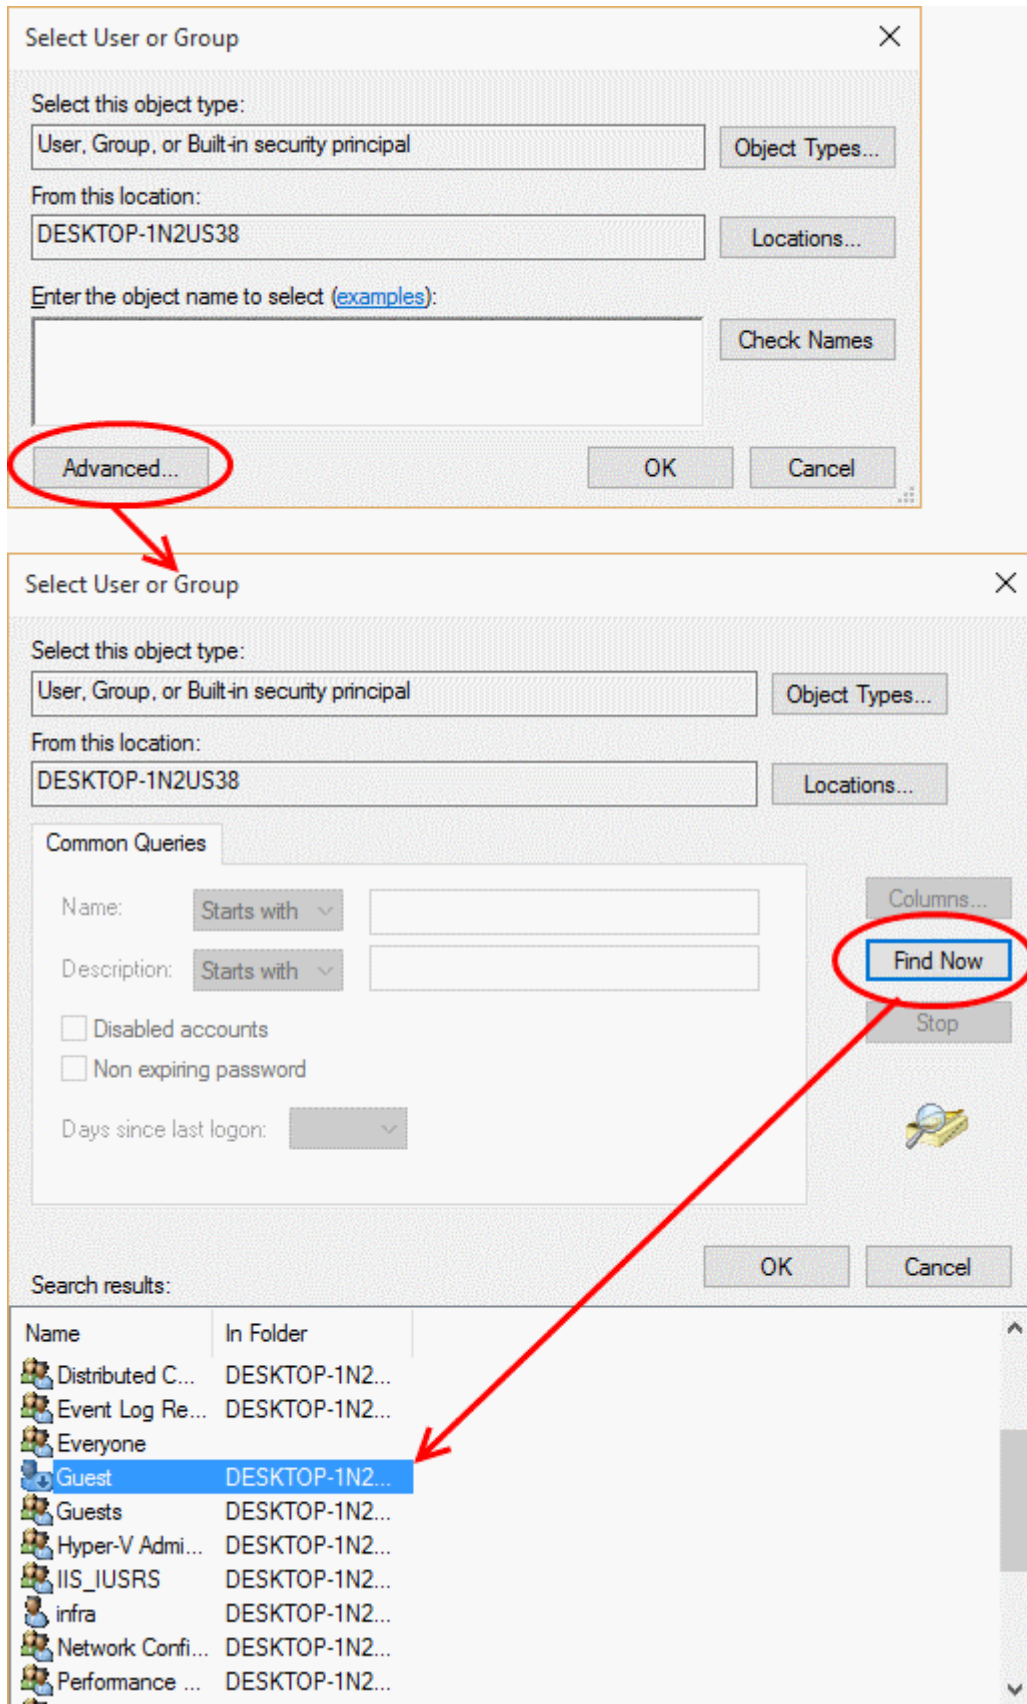 Select User or Group
Select this object type:
User, Group, or Built-in security principal
Object Types...
From this location:
DESKTOP-1N2US38
Locations...
Enter the object name to select (examples):
Check Names
Advanced...
OK
Cancel
Select User or Group
Select this object type:
User, Group, or Built-in security principal
Object Types...
From this location:
DESKTOP-1N2US38
Locations...
Common Queries
Name:
Starts with
Columns...
Description:
Starts with
Find Now
Disabled accounts
Stop
Non expiring password
Days since last logon:
OK
Cancel
Search results:
Name In Folder
Distributed C... DESKTOP-1N2...
Event Log Re... DESKTOP-1N2...
Everyone
Guest DESKTOP-1N2...
Guests DESKTOP-1N2...
Hyper-V Admi... DESKTOP-1N2...
IIS_IUSRS DESKTOP-1N2...
infra DESKTOP-1N2...
Network Confi... DESKTOP-1N2...
Performance ... DESKTOP-1N2...